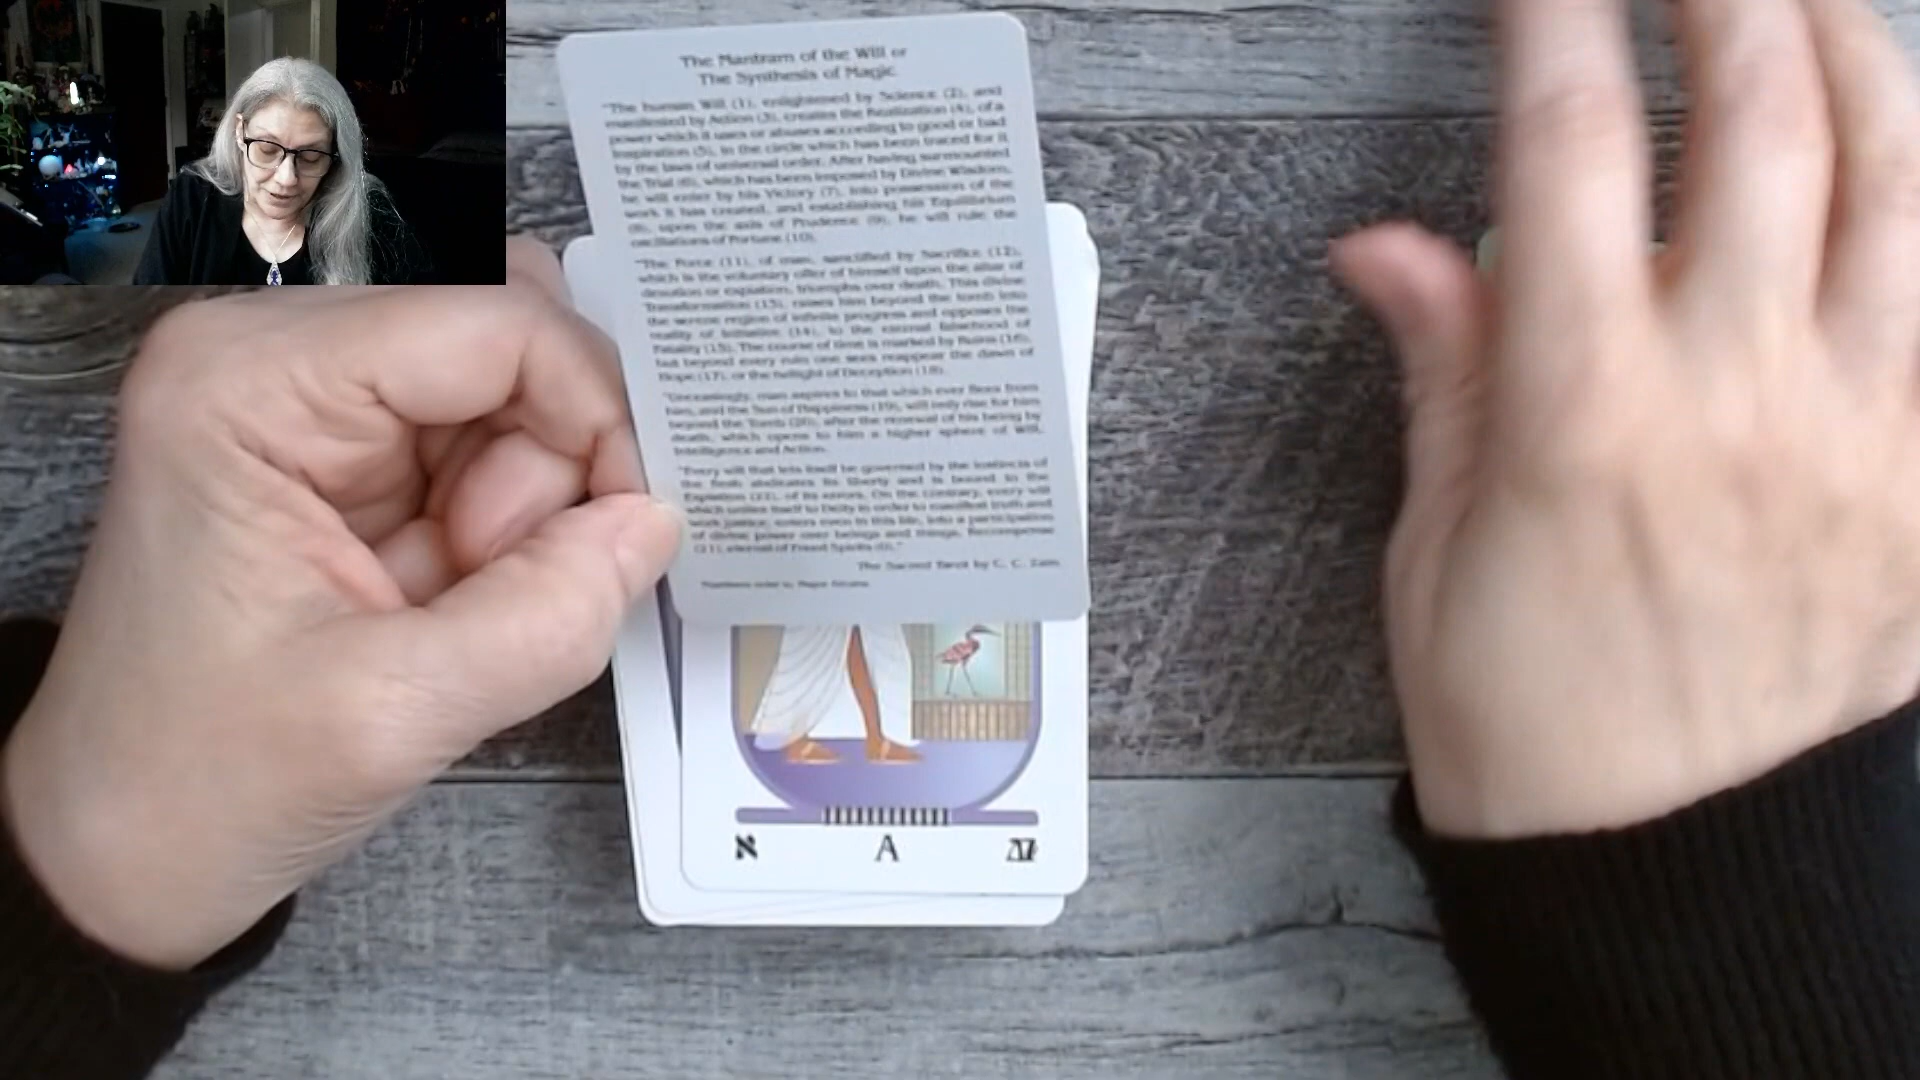 The Mantram of the Will or
The Synthesis of Magic
"The human Will (1), enlightened by Science (2), and
manifested by Action (3), creates the Realization (4), of a
power which it uses or abuses according to good or bad
Inspiration (5), in the circle which has been traced for it
by the laws of universal order. After having surmounted
the Trial (6), which has been imposed by Divine Wisdom,
he will enter by his Victory (7), into possession of the
work it has created, and establishing his Equilibrium
(8), upon the axis of Prudence (9), he will rule the
oscillations of Fortune (10).
"The Force (11), of man, sanctified by Sacrifice (12),
which is the voluntary offer of himself upon the altar of
devotion or expiation, triumphs over death. This divine
Transformation (13), raises him beyond the tomb into
the serene region of infinite progress and opposes the
reality of Initiative (14), to the eternal falsehood of
Fatality (15). The course of time is marked by Ruins (16),
but beyond every ruin one sees reappear the dawn of
Hope (17), or the twilight of Deception (18).
"Unceasingly, man aspires to that which ever flees from
him, and the Sun of Happiness (19), will only rise for him
beyond the Tomb (20), after the renewal of his being by
death, which opens to him a higher sphere of Will,
Intelligence and Action.
"Every will that lets itself be governed by the instincts of
the flesh abdicates its liberty and is bound to the
Expiation (22), of its errors. On the contrary, every will
which unites itself to Deity in order to manifest truth and
work justice, enters even in this life, into a participation
of divine power over beings and things, Recompense
(21), eternal of Freed Spirits (0)."
The Sacred Tarot by C. C. Zain
Numbers refer to Major Arcana
א A